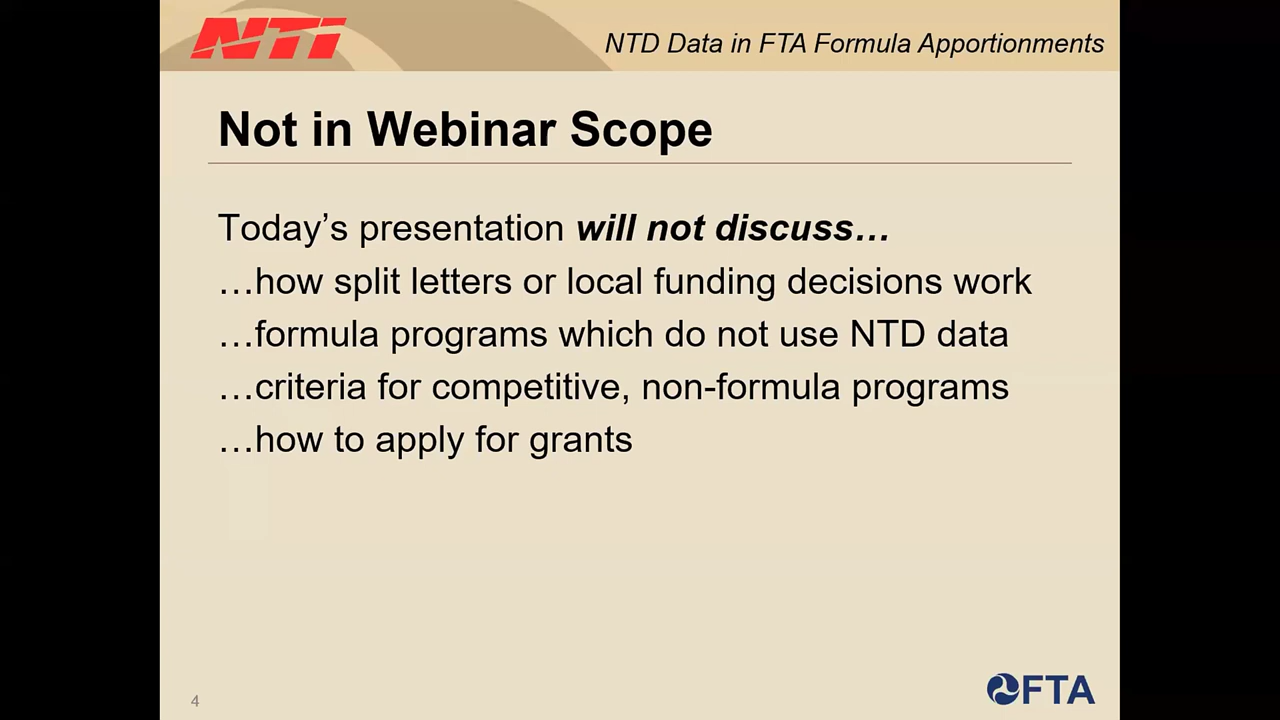 NTI
NTD Data in FTA Formula Apportionments
Not in Webinar Scope
Today’s presentation will not discuss…
…how split letters or local funding decisions work
…formula programs which do not use NTD data
…criteria for competitive, non-formula programs
…how to apply for grants
4
FTA